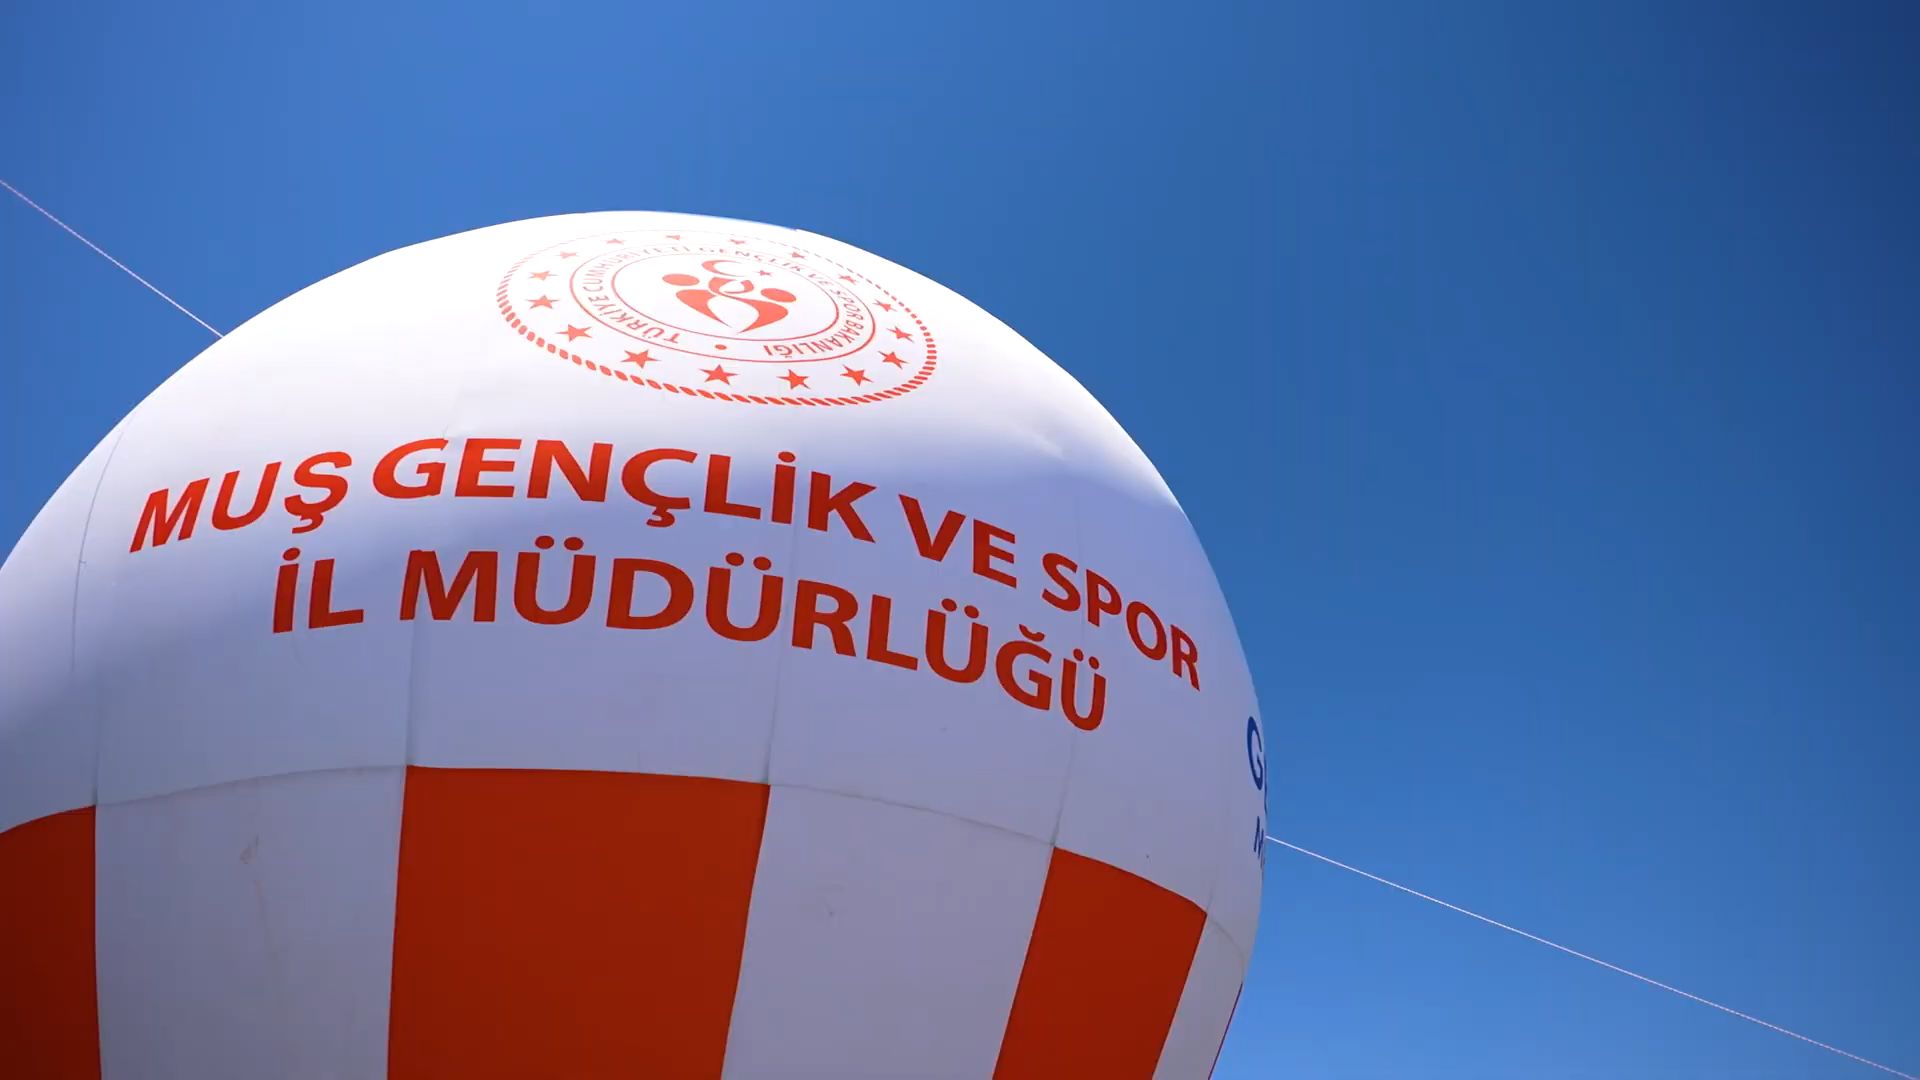 TÜRKİYE CUMHURİYETİ GENÇLİK VE SPOR BAKANLIĞI
MUŞ GENÇLİK VE SPOR
İL MÜDÜRLÜĞÜ